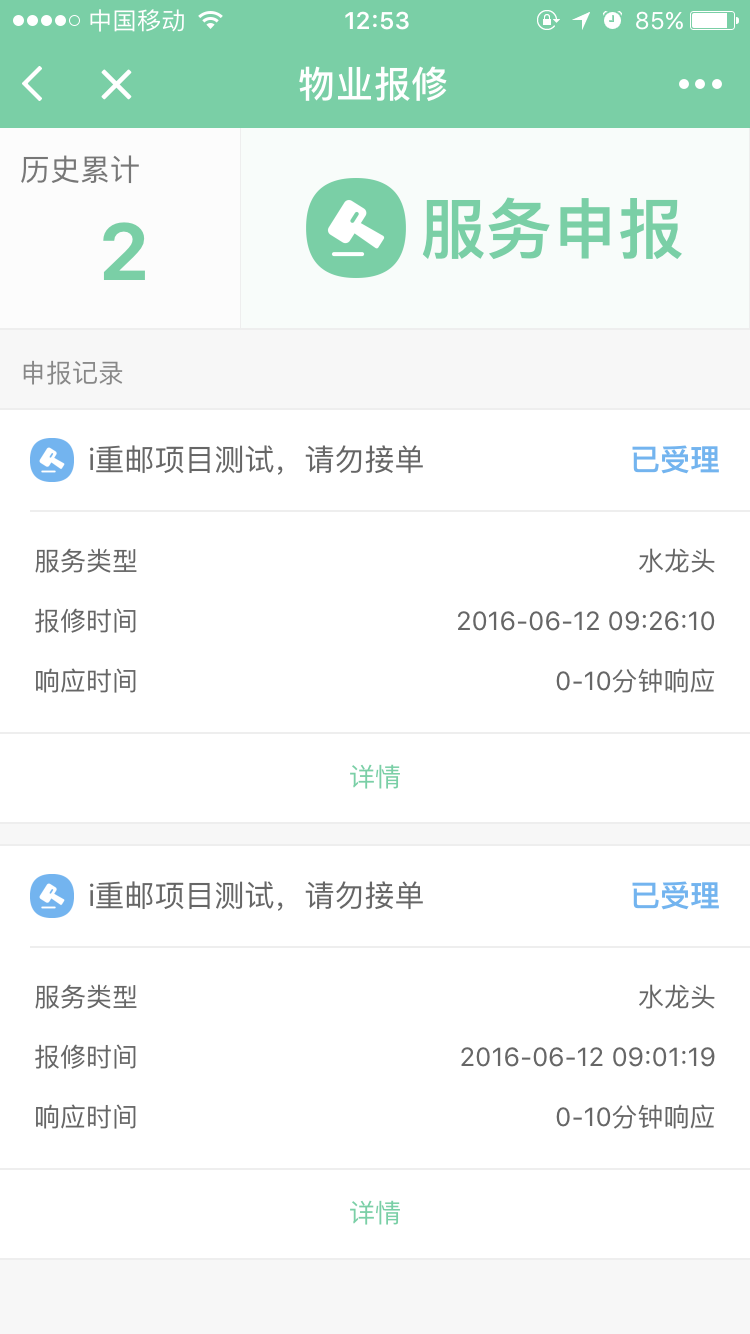 中国移动 12:53 85%
物业报修
历史累计
2
服务申报
申报记录
i重邮项目测试，请勿接单 已受理
服务类型 水龙头
报修时间 2016-06-12 09:26:10
响应时间 0-10分钟响应
详情
i重邮项目测试，请勿接单 已受理
服务类型 水龙头
报修时间 2016-06-12 09:01:19
响应时间 0-10分钟响应
详情